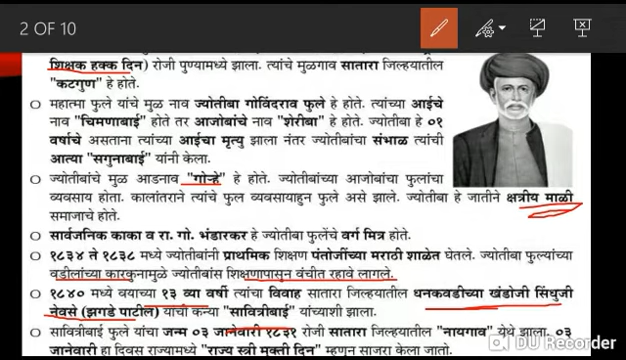 2 OF 10
शिक्षक हक्क दिन) रोजी पुण्यामध्ये झाला. त्यांचे मुळगाव सातारा जिल्हयातील
"कटगुण" हे होते.
O महात्मा फुले यांचे मुळ नाव ज्योतीबा गोविंदराव फुले हे होते. त्यांच्या आईचे
नाव "चिमणाबाई" होते तर आजोबांचे नाव "शेरीबा" हे होते. ज्योतीबा हे ०१
वर्षाचे असताना त्यांच्या आईचा मृत्यु झाला नंतर ज्योतीबांचा संभाळ त्यांची
आत्या "सगुनाबाई" यांनी केला.
O ज्योतीबांचे मुळ आडनाव "गोऱ्हे" हे होते. ज्योतीबांच्या आजोबांचा फुलांचा
व्यवसाय होता. कालांतराने त्यांचे फुल व्यवसायाहुन फुले असे झाले. ज्योतीबा हे जातीने क्षत्रीय माळी
समाजाचे होते.
O सार्वजनिक काका व रा. गो. भंडारकर हे ज्योतीबा फुलेंचे वर्ग मित्र होते.
O १८३४ ते १८३८ मध्ये ज्योतीबांनी प्राथमिक शिक्षण पंतोजींच्या मराठी शाळेत घेतले. ज्योतीबा फुल्यांच्या
वडीलांच्या कारकुनामुळे ज्योतीबांस शिक्षणापासुन वंचीत रहावे लागले.
O १८४० मध्ये वयाच्या १३ व्या वर्षी त्यांचा विवाह सातारा जिल्हयातील धनकवडीच्या खंडोजी सिंधुजी
नेवसे (झगडे पाटील) यांची कन्या "सावित्रीबाई" यांच्याशी झाला.
O सावित्रीबाई फुले यांचा जन्म ०३ जानेवारी १८३१ रोजी सातारा जिल्हयातील "नायगाव" येथे झाला. ०३
जानेवारी हा दिवस राज्यामध्ये "राज्य स्त्री मुक्ती दिन" म्हणुन साजरा केला जातो.
DU Recorder